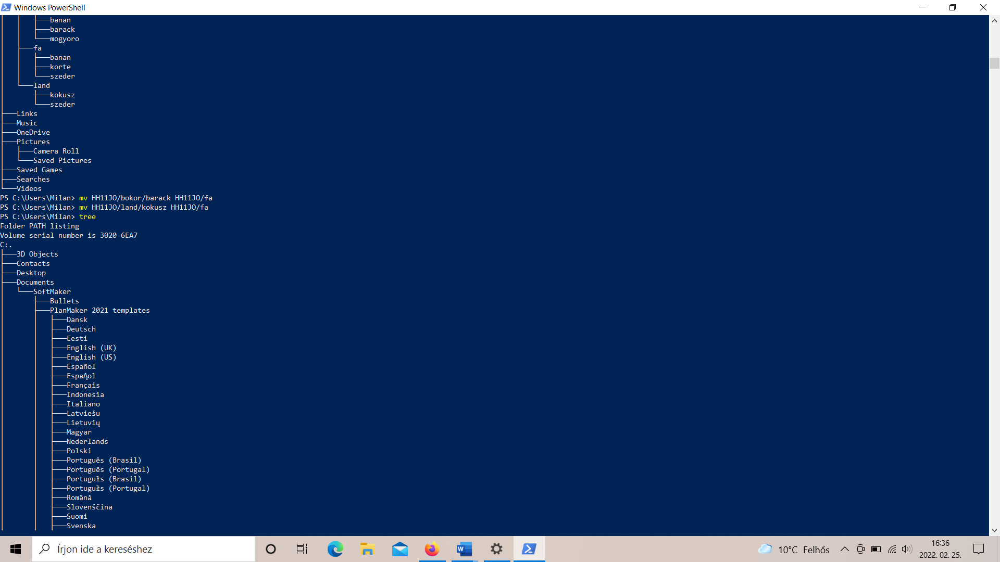 Windows PowerShell
│   │   ├───banan
│   │   ├───barack
│   │   └───mogyoro
│   ├───fa
│   │   ├───banan
│   │   ├───korte
│   │   └───szeder
│   └───land
│       ├───kokusz
│       └───szeder
├───Links
├───Music
├───OneDrive
├───Pictures
│   ├───Camera Roll
│   └───Saved Pictures
├───Saved Games
├───Searches
└───Videos
PS C:\Users\Milan> mv HH11JO/bokor/barack HH11JO/fa
PS C:\Users\Milan> mv HH11JO/land/kokusz HH11JO/fa
PS C:\Users\Milan> tree
Folder PATH listing
Volume serial number is 3020-6EA7
C:.
├───3D Objects
├───Contacts
├───Desktop
├───Documents
│   └───SoftMaker
│       ├───Bullets
│       ├───PlanMaker 2021 templates
│       │   ├───Dansk
│       │   ├───Deutsch
│       │   ├───Eesti
│       │   ├───English (UK)
│       │   ├───English (US)
│       │   ├───Español
│       │   ├───EspaĄol
│       │   ├───Français
│       │   ├───Indonesia
│       │   ├───Italiano
│       │   ├───Latviešu
│       │   ├───Lietuvių
│       │   ├───Magyar
│       │   ├───Nederlands
│       │   ├───Polski
│       │   ├───Português (Brasil)
│       │   ├───Português (Portugal)
│       │   ├───Portugułs (Brasil)
│       │   ├───Portugułs (Portugal)
│       │   ├───Română
│       │   ├───Slovenščina
│       │   ├───Suomi
│       │   ├───Svenska
Írjon ide a kereséshez
10°C Felhős
16:36
2022. 02. 25.